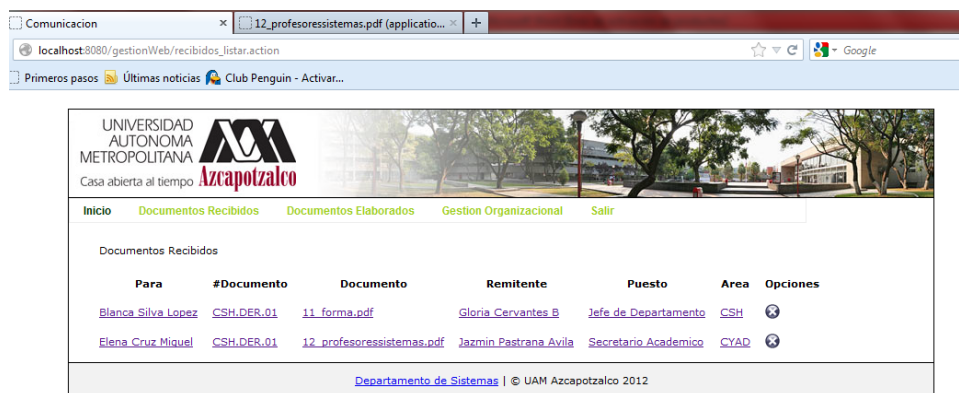 Comunicacion
12_profesoressistemas.pdf (applicatio...
localhost:8080/gestionWeb/recibidos_listar.action
Google
Primeros pasos Últimas noticias Club Penguin - Activar...
UNIVERSIDAD
AUTONOMA
METROPOLITANA
Casa abierta al tiempo Azcapotzalco
Inicio Documentos Recibidos Documentos Elaborados Gestion Organizacional Salir
Documentos Recibidos
Para #Documento Documento Remitente Puesto Area Opciones
Blanca Silva Lopez CSH.DER.01 11_forma.pdf Gloria Cervantes B Jefe de Departamento CSH
Elena Cruz Miguel CSH.DER.01 12_profesoressistemas.pdf Jazmin Pastrana Avila Secretario Academico CYAD
Departamento de Sistemas | © UAM Azcapotzalco 2012